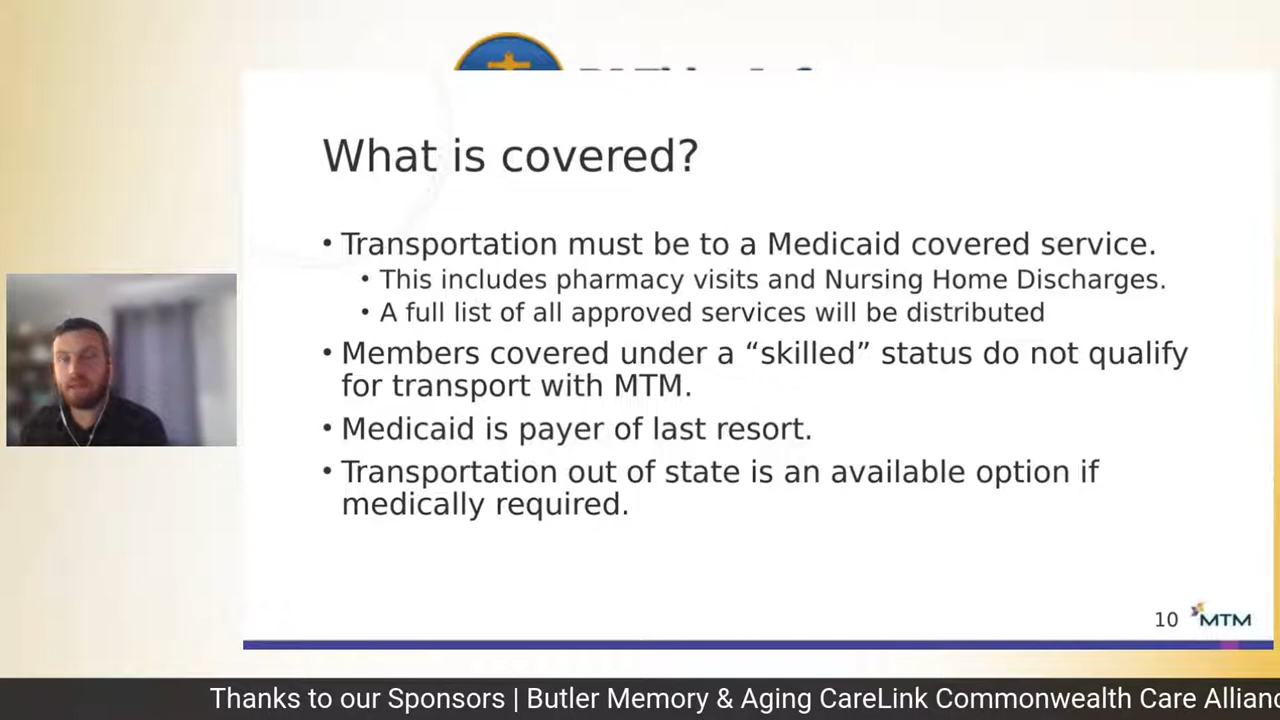 What is covered?
• Transportation must be to a Medicaid covered service.
• This includes pharmacy visits and Nursing Home Discharges.
• A full list of all approved services will be distributed
• Members covered under a “skilled” status do not qualify
for transport with MTM.
• Medicaid is payer of last resort.
• Transportation out of state is an available option if
medically required.
10 MTM
Thanks to our Sponsors | Butler Memory & Aging CareLink Commonwealth Care